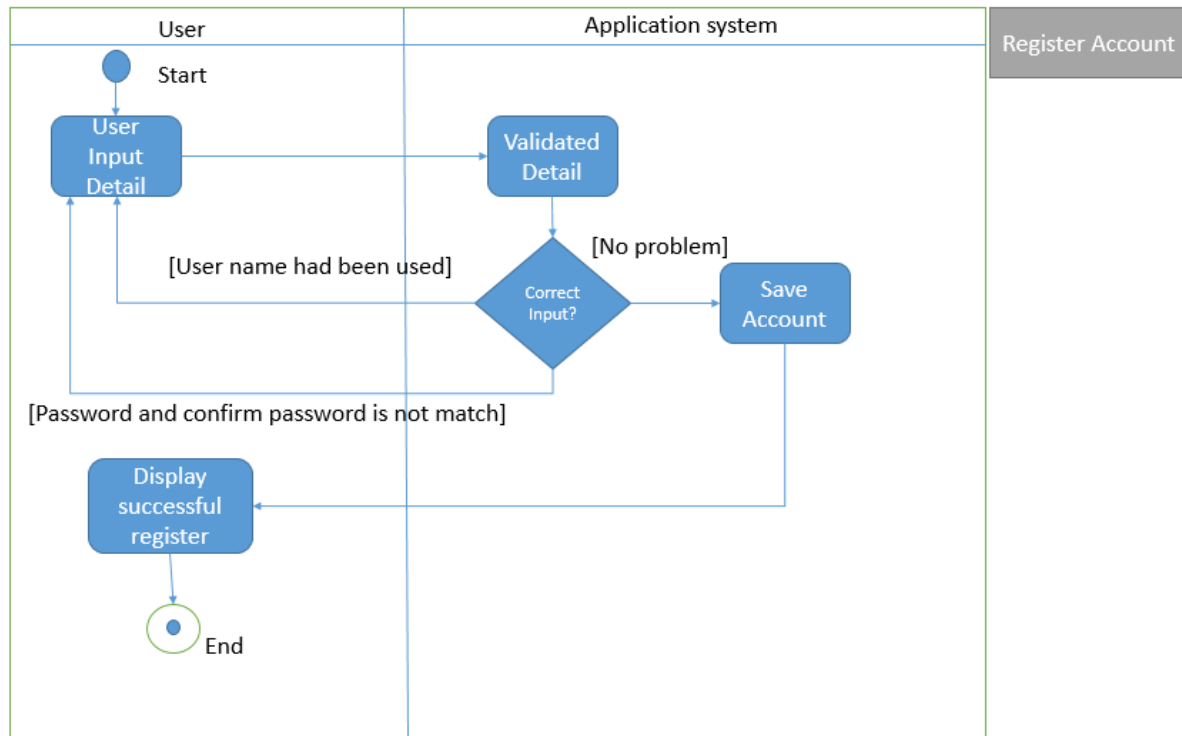 User
Application system
Register Account
Start
User
Input
Detail
Validated
Detail
[No problem]
[User name had been used]
Correct
Input?
Save
Account
[Password and confirm password is not match]
Display
successful
register
End